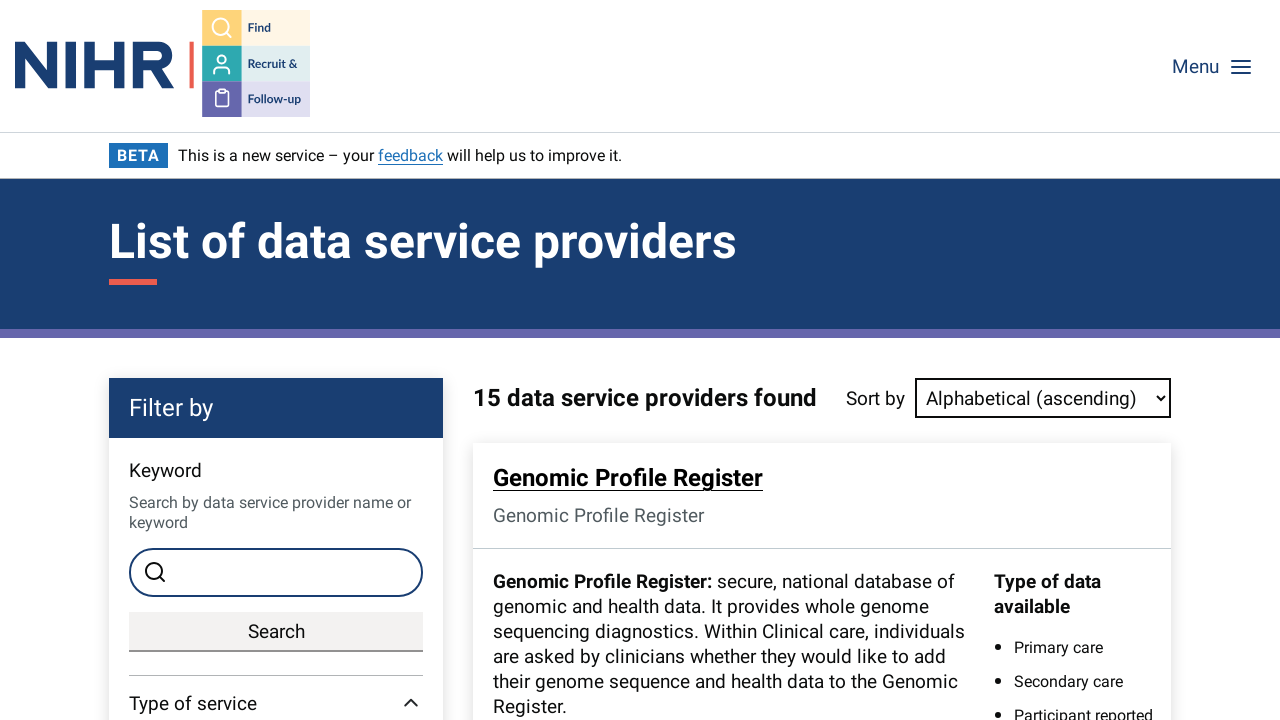 NIHR
Find
Recruit &
Follow-up
Menu
BETA This is a new service – your feedback will help us to improve it.
List of data service providers
Filter by
Keyword
Search by data service provider name or
keyword
Search
Type of service
15 data service providers found
Sort by Alphabetical (ascending)
Genomic Profile Register
Genomic Profile Register
Genomic Profile Register: secure, national database of
genomic and health data. It provides whole genome
sequencing diagnostics. Within Clinical care, individuals
are asked by clinicians whether they would like to add
their genome sequence and health data to the Genomic
Register.
Type of data
available
Primary care
Secondary care
Participant reported